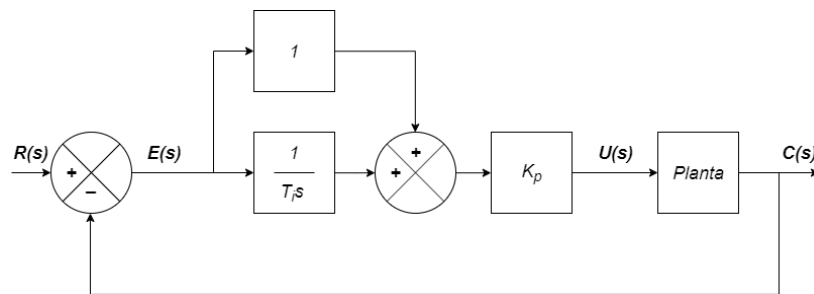 1
R(s)
+
−
E(s)
1
Tᵢs
+
+
Kₚ
U(s)
Planta
C(s)